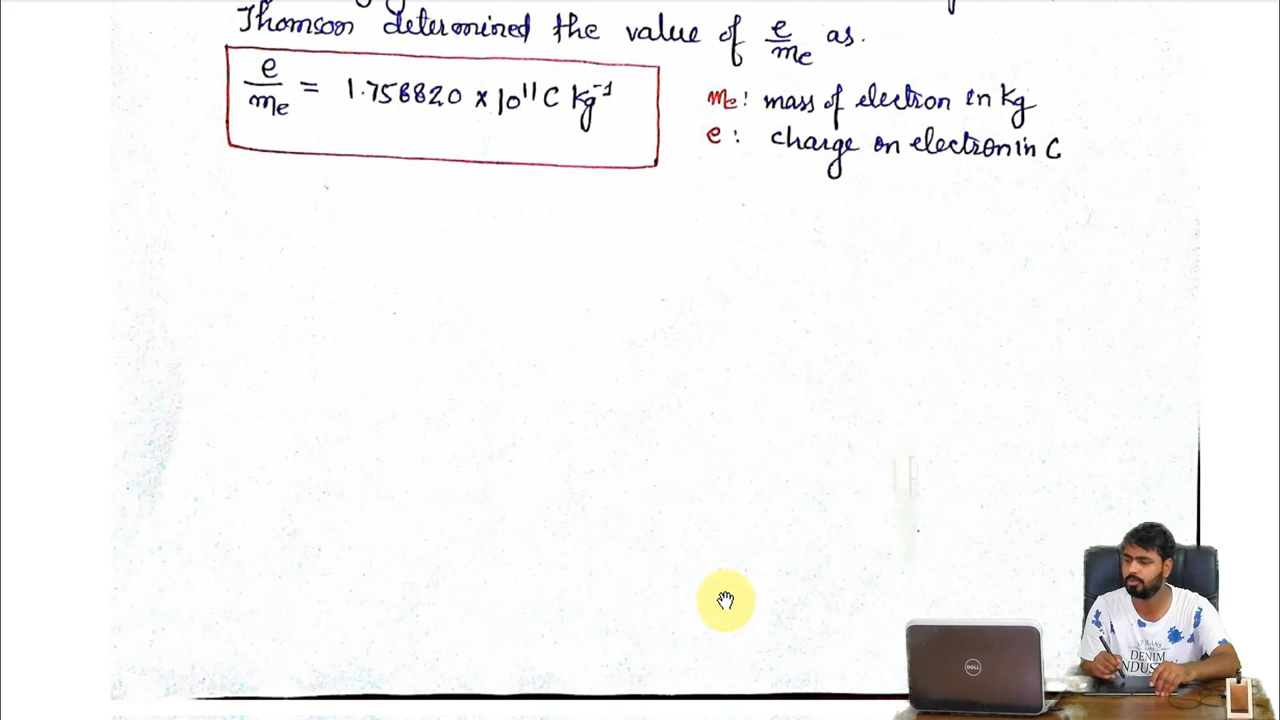 Thomson determined the value of e/me as.
e/me = 1.758820 × 10¹¹ C Kg⁻¹
me: mass of electron in Kg
e: charge on electron in C
DELL
DENIM
INDUS